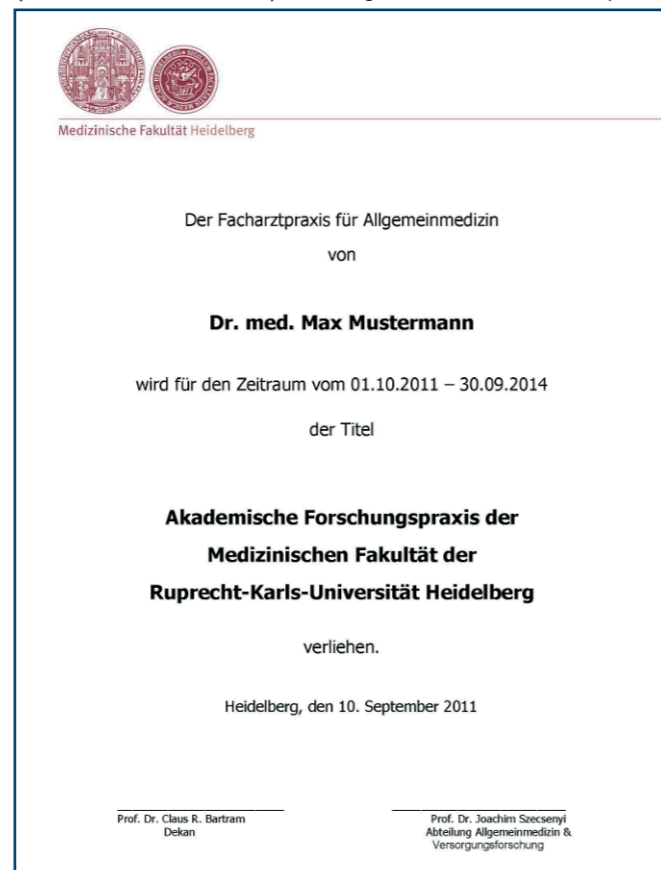 Medizinische Fakultät Heidelberg
Der Facharztpraxis für Allgemeinmedizin
von
Dr. med. Max Mustermann
wird für den Zeitraum vom 01.10.2011 – 30.09.2014
der Titel
Akademische Forschungspraxis der
Medizinischen Fakultät der
Ruprecht-Karls-Universität Heidelberg
verliehen.
Heidelberg, den 10. September 2011
Prof. Dr. Claus R. Bartram
Dekan
Prof. Dr. Joachim Szecsenyi
Abteilung Allgemeinmedizin &
Versorgungsforschung